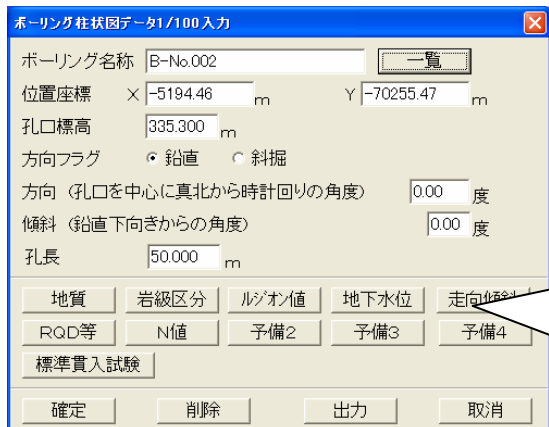 ボーリング柱状図データ1/100入力
ボーリング名称 B-No.002 一覧
位置座標 X -5194.46 m Y -70255.47 m
孔口標高 335.300 m
方向フラグ 鉛直 斜掘
方向（孔口を中心に真北から時計回りの角度） 0.00 度
傾斜（鉛直下向きからの角度） 0.00 度
孔長 50.000 m
地質 岩級区分 ルジオン値 地下水位 走向傾斜
RQD等 N値 予備2 予備3 予備4
標準貫入試験
確定 削除 出力 取消